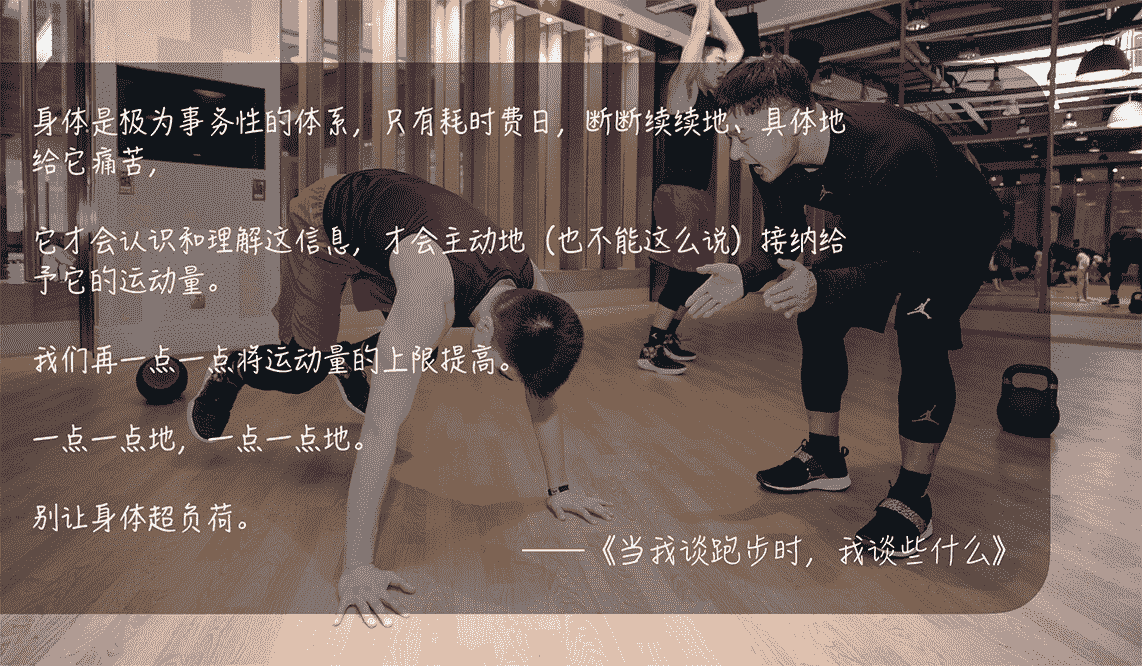 身体是极为事务性的体系，只有耗时费日，断断续续地、具体地
给它痛苦，
它才会认识和理解这信息，才会主动地（也不能这么说）接纳给
予它的运动量。
我们再一点一点将运动量的上限提高。
一点一点地，一点一点地。
别让身体超负荷。
——《当我谈跑步时，我谈些什么》